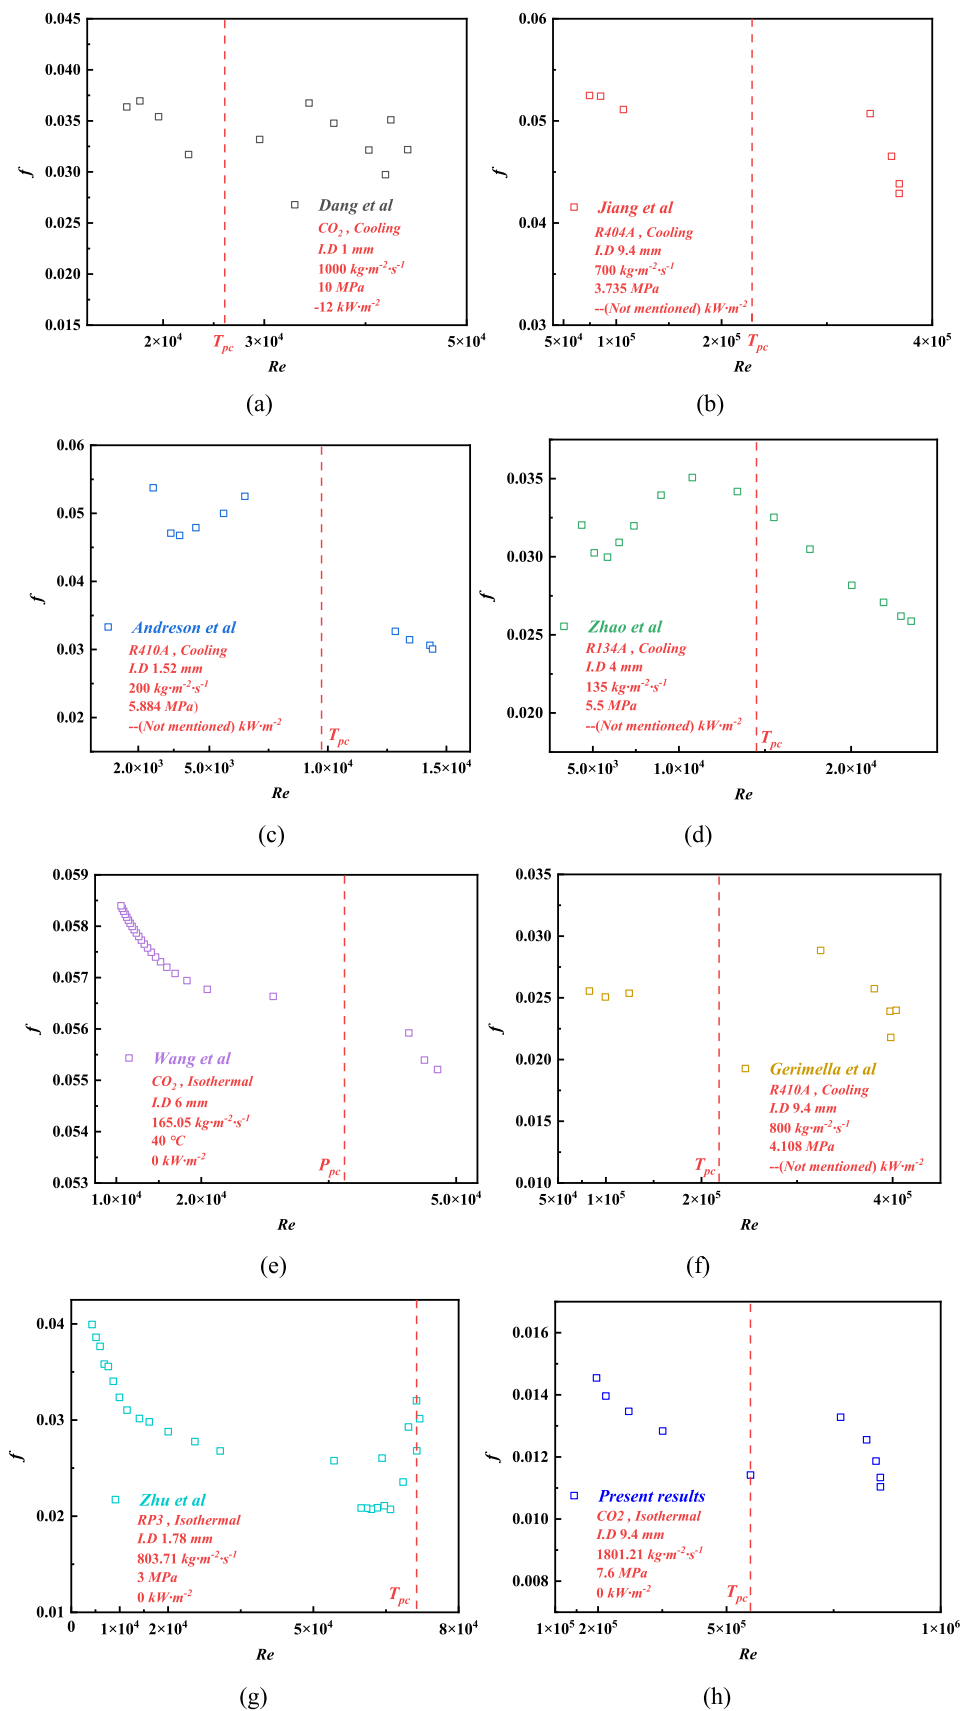 0.045
0.040
0.035
0.030
0.025
0.020
0.015
f
Dang et al
CO2 , Cooling
I.D 1 mm
1000 kg·m-2·s-1
10 MPa
-12 kW·m-2
2×10^4
Tpc
3×10^4
5×10^4
Re
(a)
0.06
0.05
0.04
0.03
f
Jiang et al
R404A , Cooling
I.D 9.4 mm
700 kg·m-2·s-1
3.735 MPa
--(Not mentioned) kW·m-2
5×10^4
1×10^5
2×10^5
Tpc
4×10^5
Re
(b)
0.06
0.05
0.04
0.03
0.02
f
Andreson et al
R410A , Cooling
I.D 1.52 mm
200 kg·m-2·s-1
5.884 MPa)
--(Not mentioned) kW·m-2
Tpc
2.0×10^3
5.0×10^3
1.0×10^4
1.5×10^4
Re
(c)
0.035
0.030
0.025
0.020
f
Zhao et al
R134A , Cooling
I.D 4 mm
135 kg·m-2·s-1
5.5 MPa
--(Not mentioned) kW·m-2
Tpc
5.0×10^3
1.0×10^4
2.0×10^4
Re
(d)
0.059
0.058
0.057
0.056
0.055
0.054
0.053
f
Wang et al
CO2 , Isothermal
I.D 6 mm
165.05 kg·m-2·s-1
40 °C
0 kW·m-2
Ppc
1.0×10^4
2.0×10^4
5.0×10^4
Re
(e)
0.035
0.030
0.025
0.020
0.015
0.010
f
Gerimella et al
R410A , Cooling
I.D 9.4 mm
800 kg·m-2·s-1
4.108 MPa
--(Not mentioned) kW·m-2
Tpc
5×10^4
1×10^5
2×10^5
4×10^5
Re
(f)
0.04
0.03
0.02
0.01
f
Zhu et al
RP3 , Isothermal
I.D 1.78 mm
803.71 kg·m-2·s-1
3 MPa
0 kW·m-2
Tpc
0
1×10^4
2×10^4
5×10^4
8×10^4
Re
(g)
0.016
0.014
0.012
0.010
0.008
f
Present results
CO2 , Isothermal
I.D 9.4 mm
1801.21 kg·m-2·s-1
7.6 MPa
0 kW·m-2
Tpc
1×10^5
2×10^5
5×10^5
1×10^6
Re
(h)